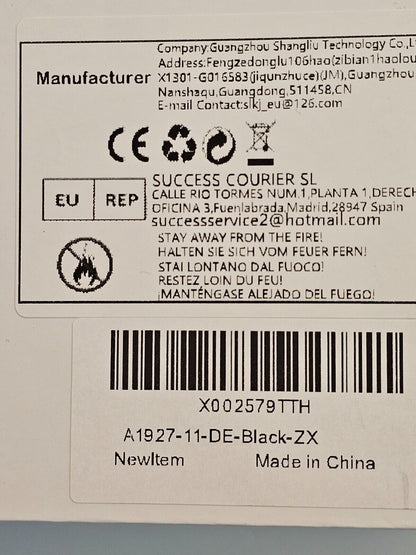 Company:Guangzhou Shangliu Technology Co.,L
Address:Fengzedonglu106hao(zibian1haolou
Manufacturer X1301-G016583(jiqunzhuce)(JM),Guangzhou
Nanshaqu,Guangdong,511458,CN
E-mail Contact:slkj_eu@126.com
CE
EU REP
SUCCESS COURIER SL
CALLE RIO TORMES NUM.1,PLANTA 1,DERECH
OFICINA 3,Fuenlabrada,Madrid,28947 Spain
successservice2@hotmail.com
STAY AWAY FROM THE FIRE!
HALTEN SIE SICH VOM FEUER FERN!
STAI LONTANO DAL FUOCO!
RESTEZ LOIN DU FEU!
¡MANTÉNGASE ALEJADO DEL FUEGO!
X002579TTH
A1927-11-DE-Black-ZX
NewItem Made in China